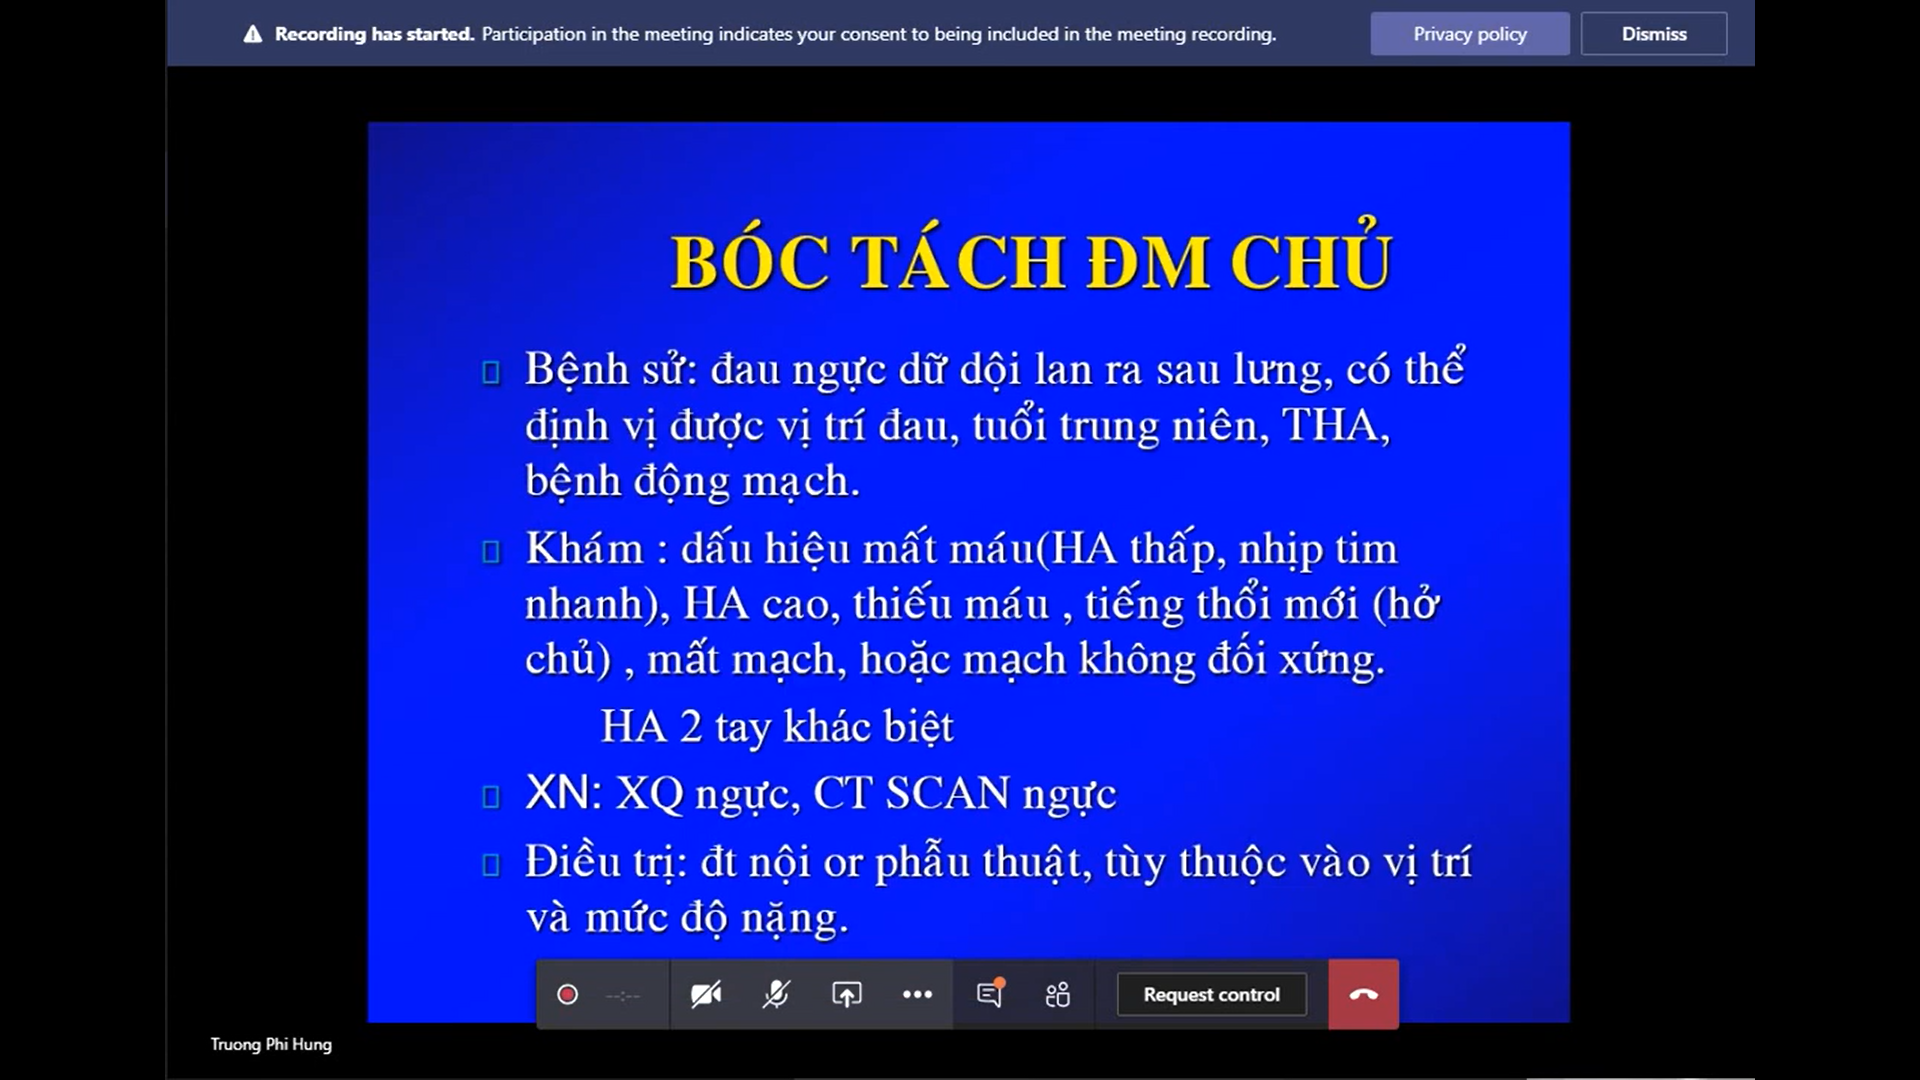 Recording has started. Participation in the meeting indicates your consent to being included in the meeting recording.
Privacy policy
Dismiss
BÓC TÁCH ĐM CHỦ
Bệnh sử: đau ngực dữ dội lan ra sau lưng, có thể
định vị được vị trí đau, tuổi trung niên, THA,
bệnh động mạch.
Khám : dấu hiệu mất máu(HA thấp, nhịp tim
nhanh), HA cao, thiếu máu , tiếng thổi mới (hở
chủ) , mất mạch, hoặc mạch không đối xứng.
HA 2 tay khác biệt
XN: XQ ngực, CT SCAN ngực
Điều trị: đt nội or phẫu thuật, tùy thuộc vào vị trí
và mức độ nặng.
--:--
Request control
Truong Phi Hung